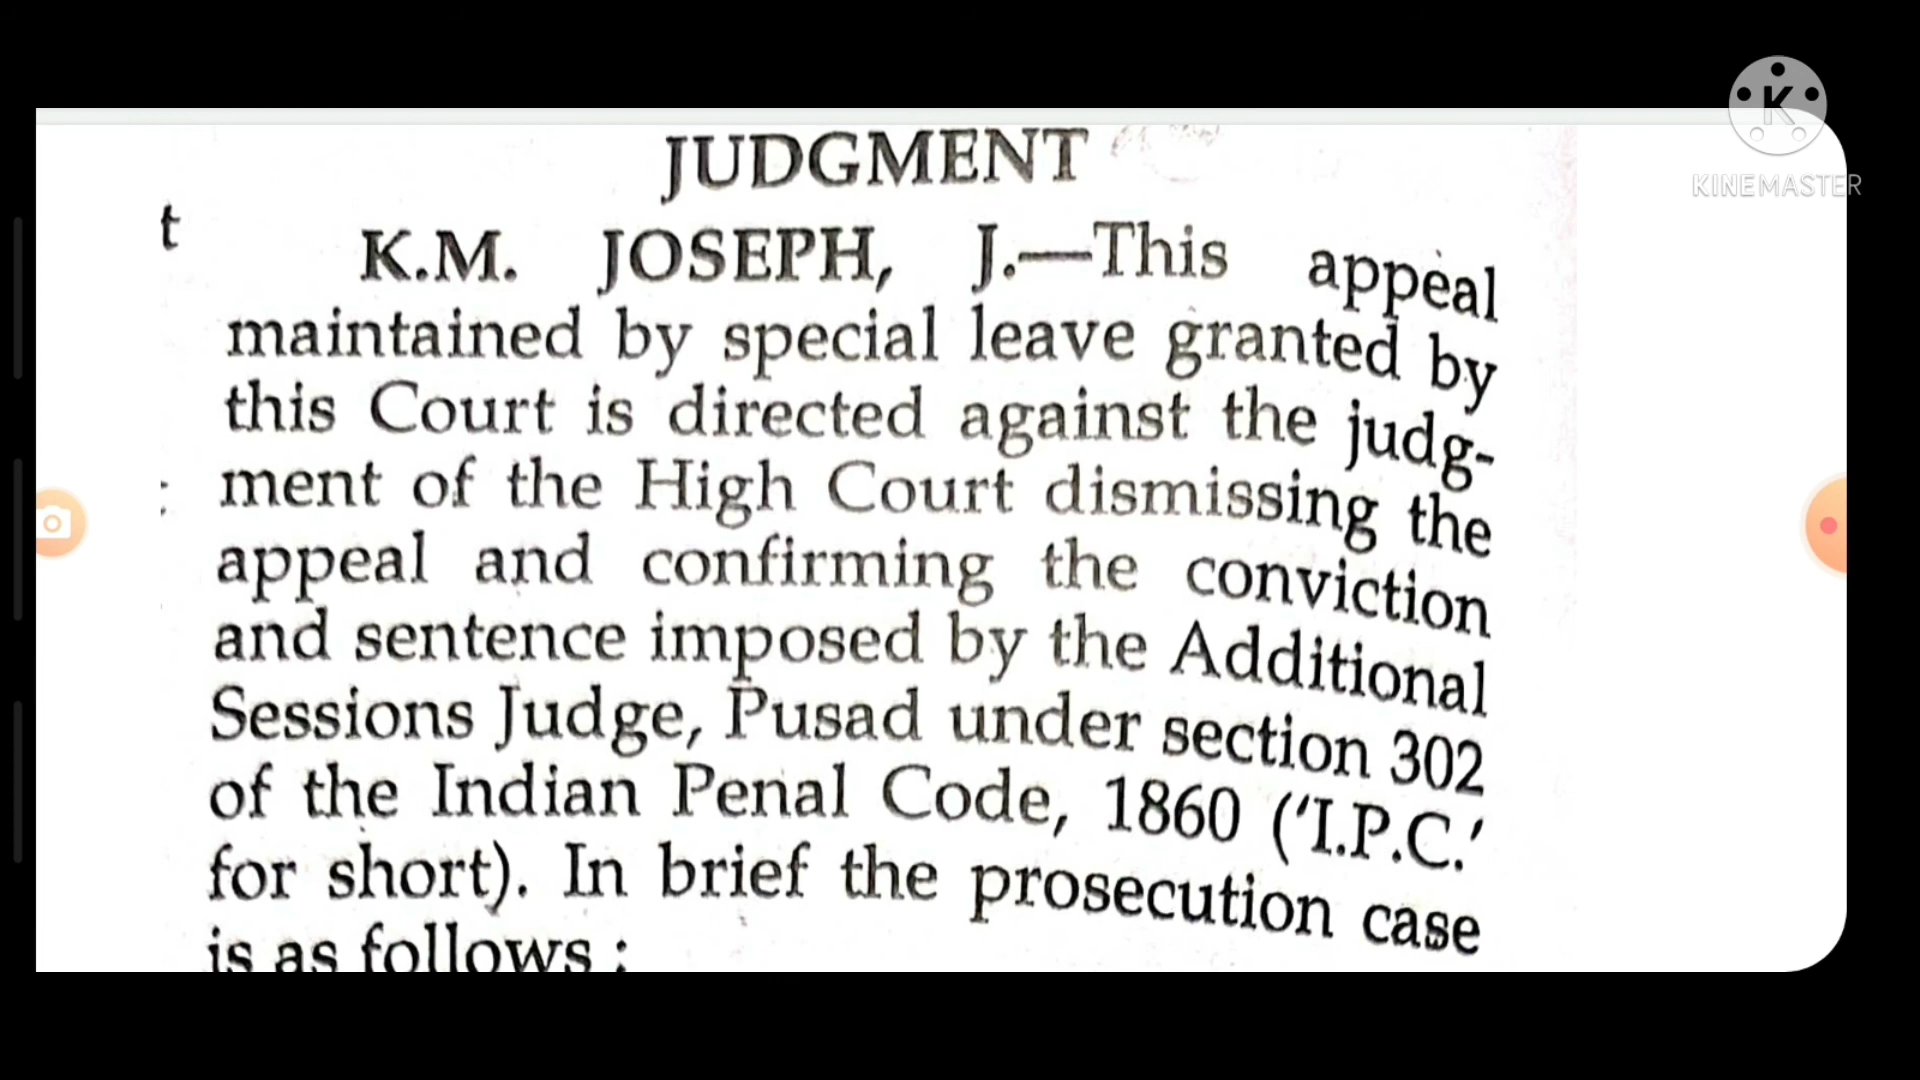 JUDGMENT
t
K.M. JOSEPH, J.—This appeal
maintained by special leave granted by
this Court is directed against the judg-
ment of the High Court dismissing the
appeal and confirming the conviction
and sentence imposed by the Additional
Sessions Judge, Pusad under section 302
of the Indian Penal Code, 1860 ('I.P.C.'
for short). In brief the prosecution case
is as follows :
K
KINEMASTER